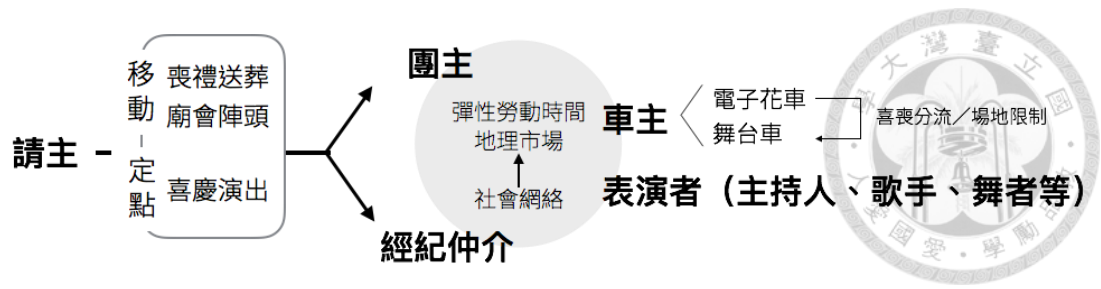 請主
移動－定點
喪禮送葬
廟會陣頭
喜慶演出
團主
經紀仲介
彈性勞動時間
地理市場
社會網絡
車主
電子花車
舞台車
喜喪分流／場地限制
表演者（主持人、歌手、舞者等）